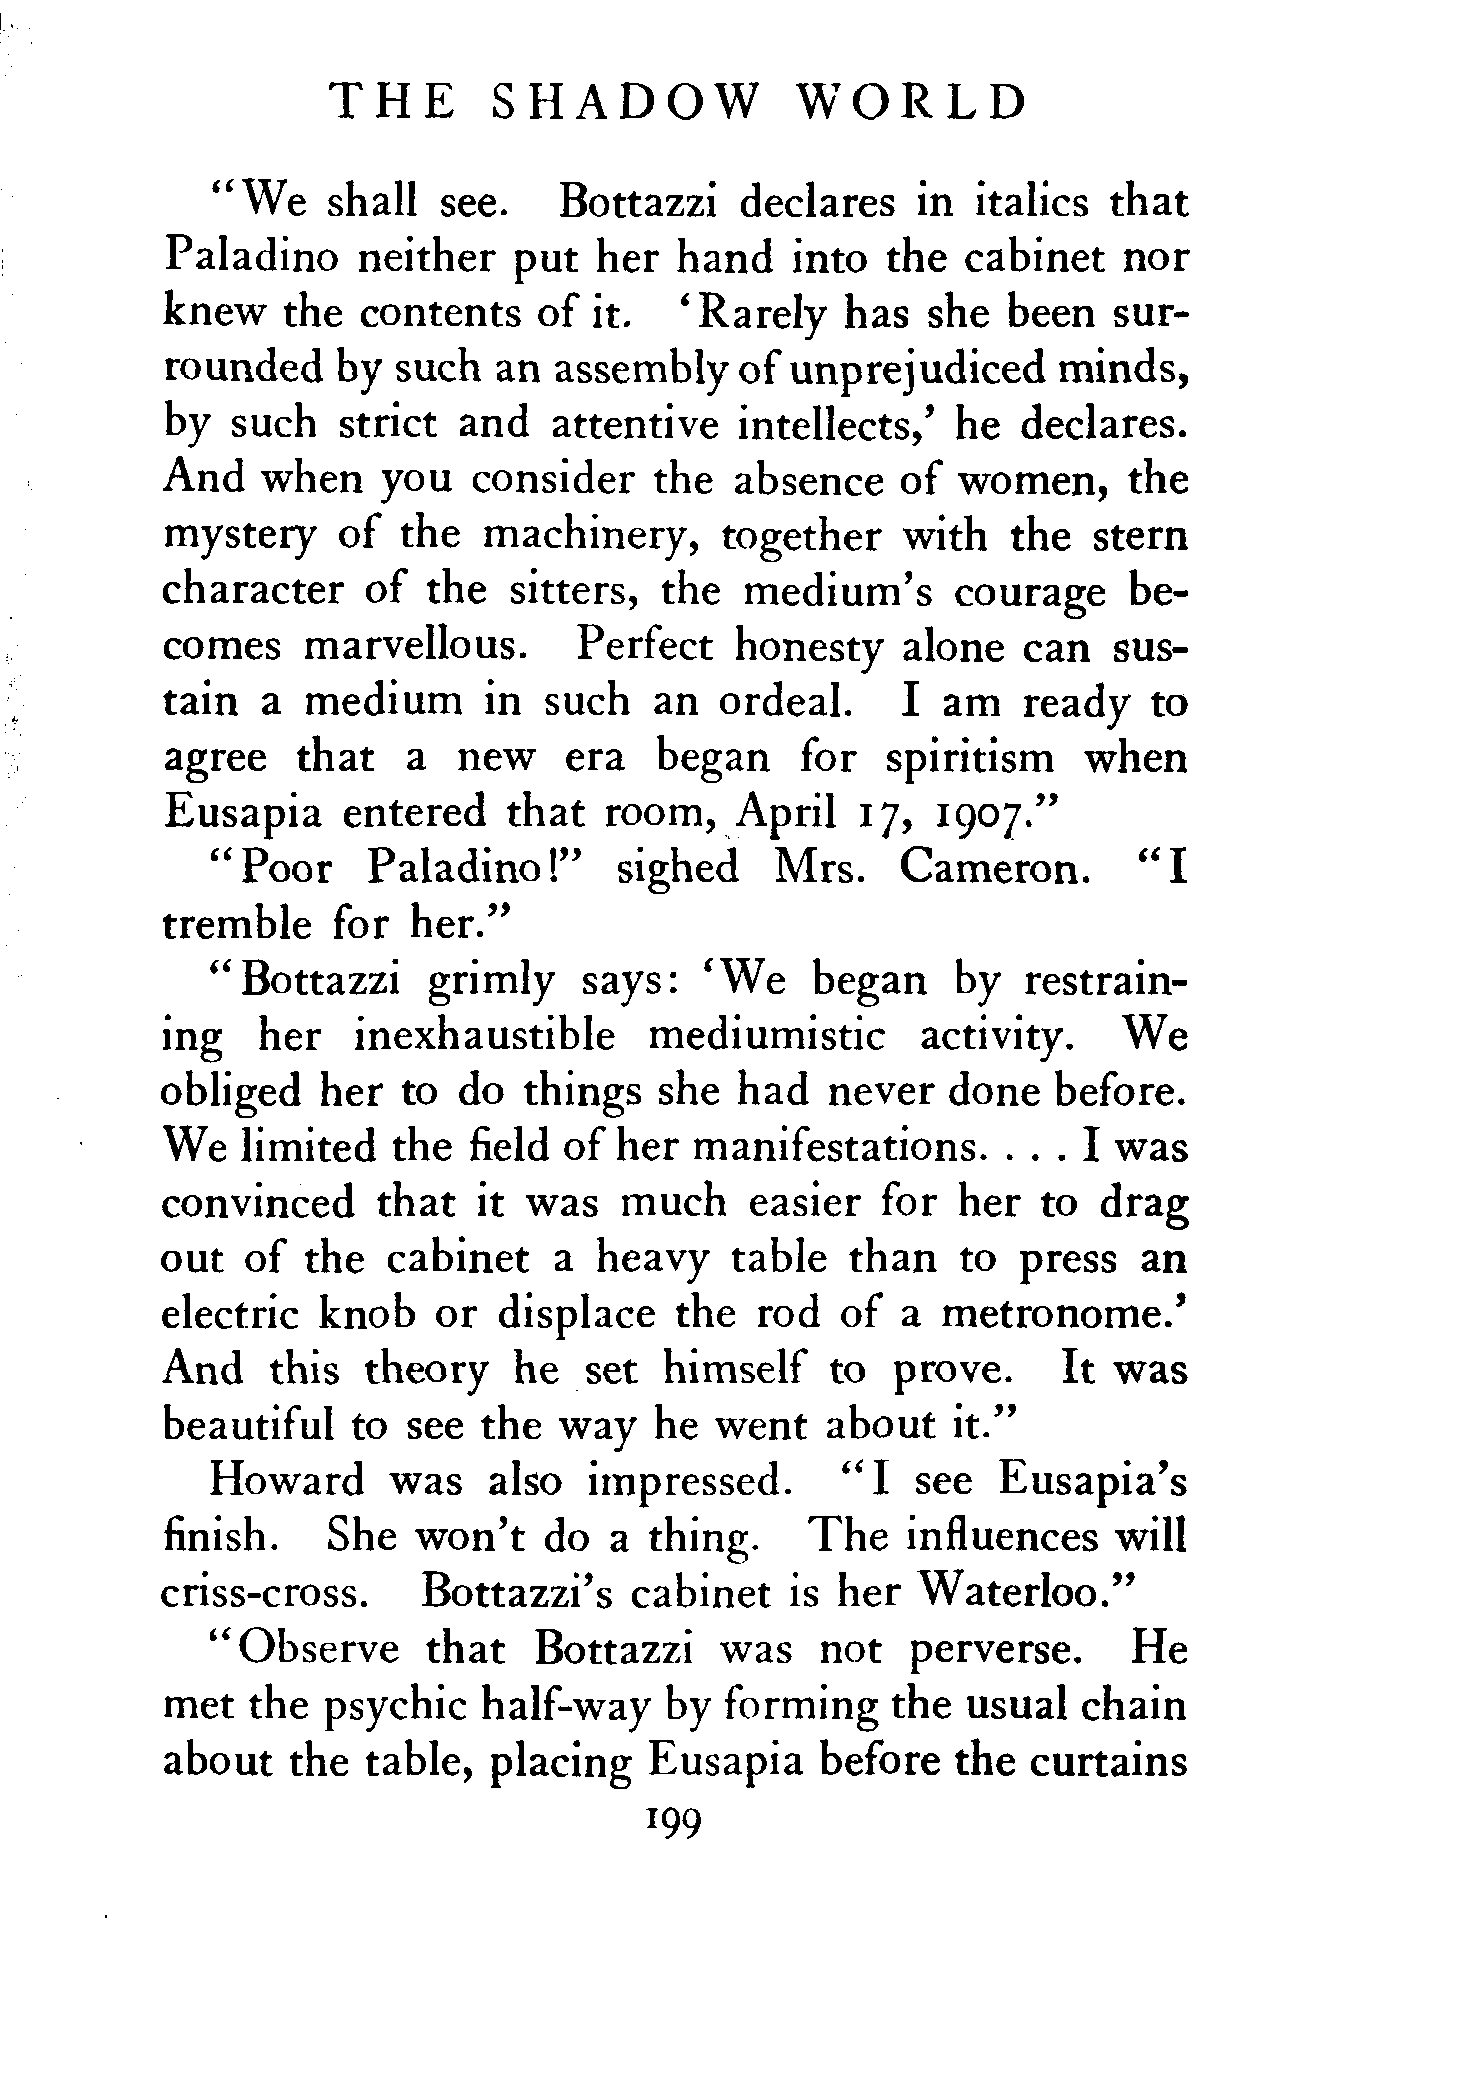 THE SHADOW WORLD
"We shall see. Bottazzi declares in italics that
Paladino neither put her hand into the cabinet nor
knew the contents of it. 'Rarely has she been sur-
rounded by such an assembly of unprejudiced minds,
by such strict and attentive intellects,' he declares.
And when you consider the absence of women, the
mystery of the machinery, together with the stern
character of the sitters, the medium's courage be-
comes marvellous. Perfect honesty alone can sus-
tain a medium in such an ordeal. I am ready to
agree that a new era began for spiritism when
Eusapia entered that room, April 17, 1907."
"Poor Paladino!" sighed Mrs. Cameron. "I
tremble for her."
"Bottazzi grimly says: 'We began by restrain-
ing her inexhaustible mediumistic activity. We
obliged her to do things she had never done before.
We limited the field of her manifestations. . . . I was
convinced that it was much easier for her to drag
out of the cabinet a heavy table than to press an
electric knob or displace the rod of a metronome.'
And this theory he set himself to prove. It was
beautiful to see the way he went about it."
Howard was also impressed. "I see Eusapia's
finish. She won't do a thing. The influences will
criss-cross. Bottazzi's cabinet is her Waterloo."
"Observe that Bottazzi was not perverse. He
met the psychic half-way by forming the usual chain
about the table, placing Eusapia before the curtains
199